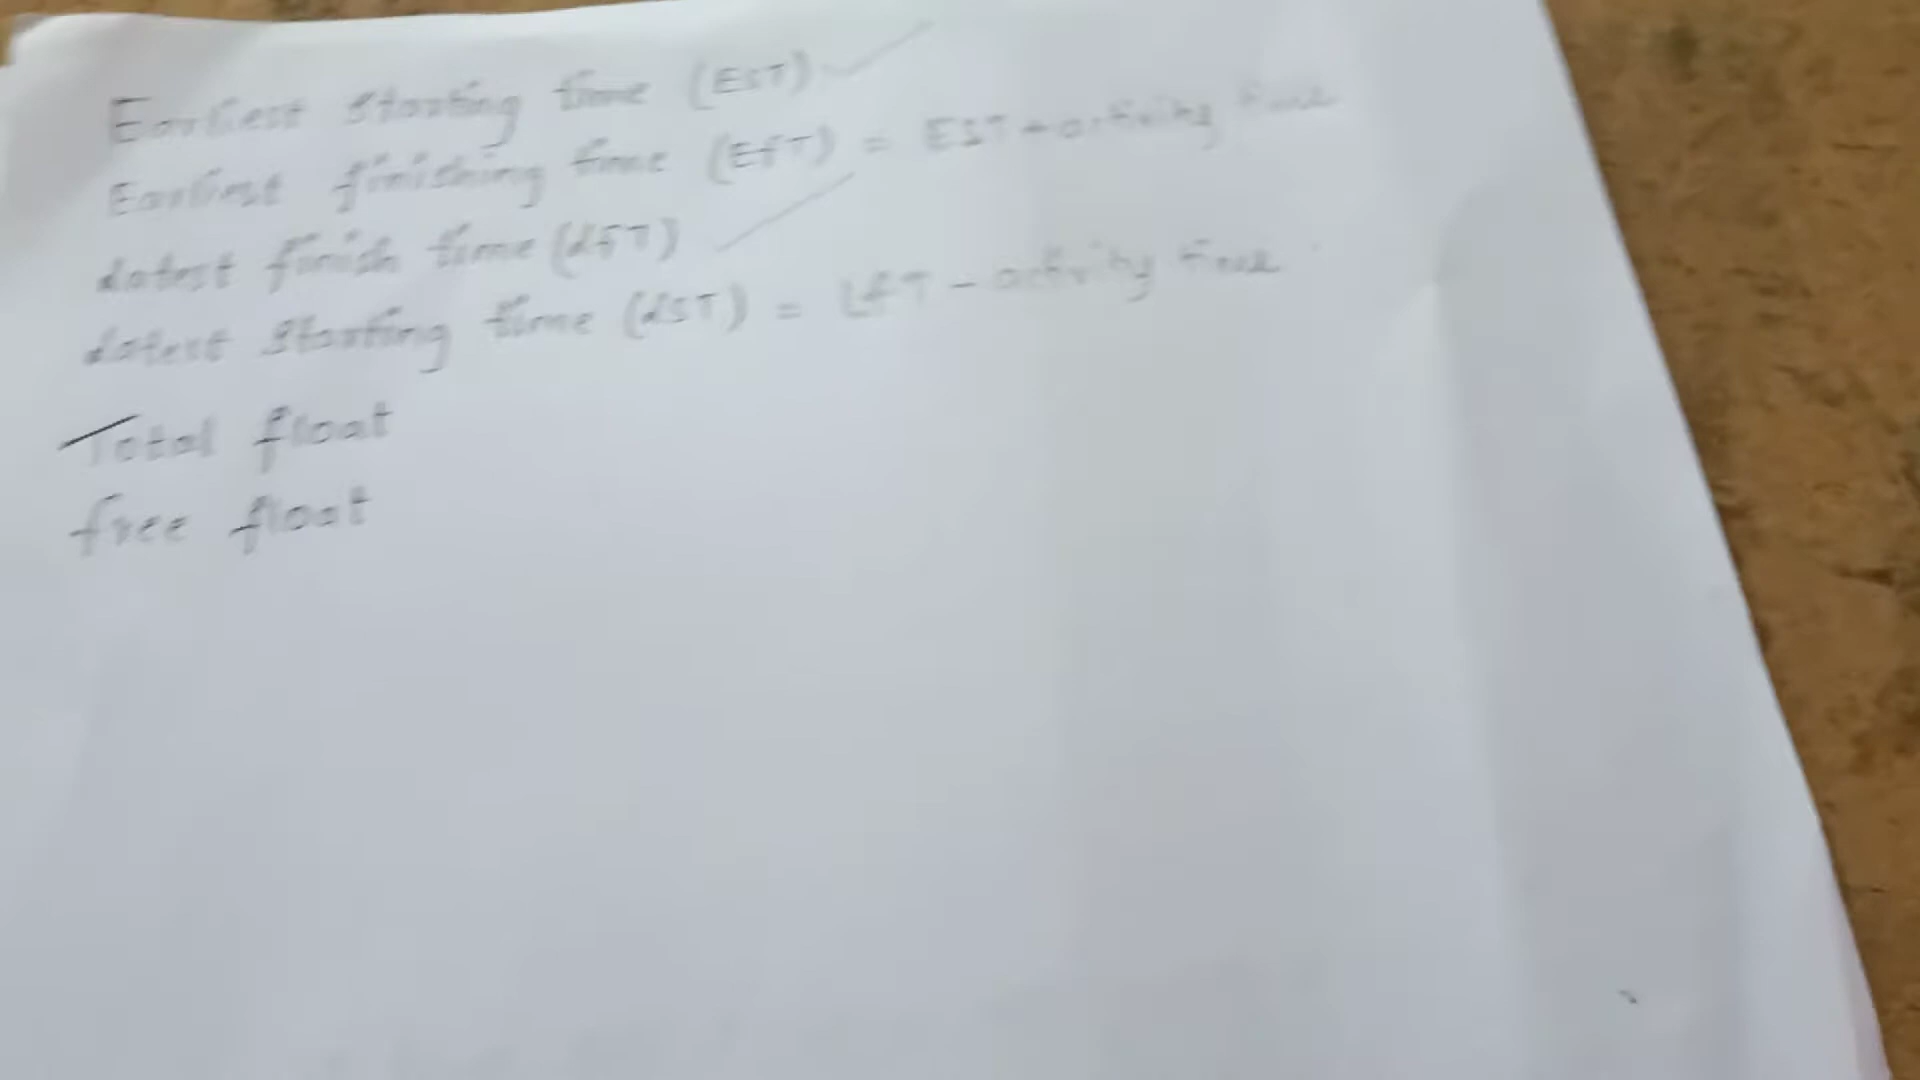 Earliest Starting time (EST) ✓
Earliest finishing time (EfT) = EST + activity time
Latest finish time (LfT) ✓
Latest Starting time (LST) = LfT - activity time
Total float
free float